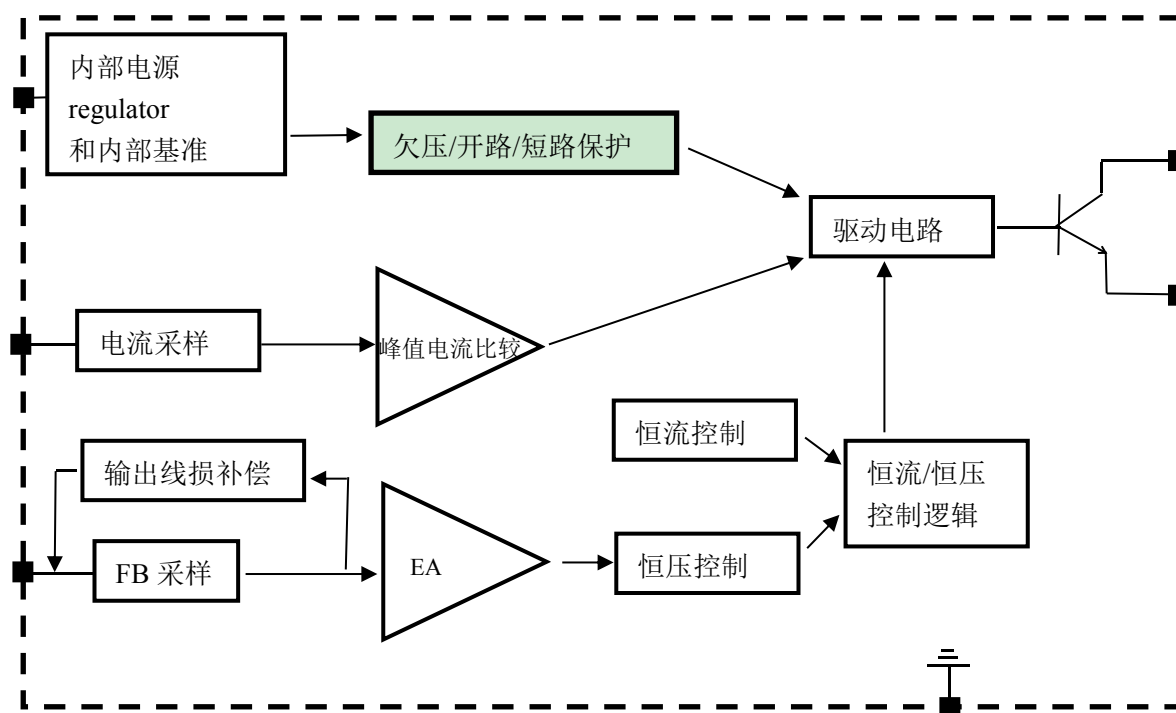 内部电源
regulator
和内部基准
欠压/开路/短路保护
驱动电路
电流采样
峰值电流比较
恒流控制
输出线损补偿
恒流/恒压
控制逻辑
FB 采样
EA
恒压控制